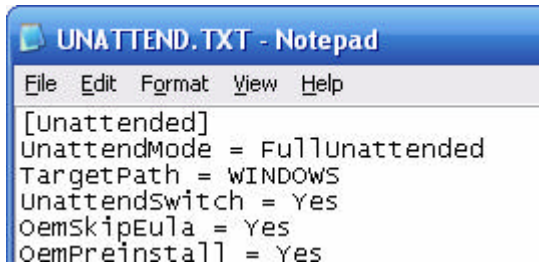 UNATTEND.TXT - Notepad
File Edit Format View Help
[Unattended]
UnattendMode = FullUnattended
TargetPath = WINDOWS
UnattendSwitch = Yes
OemSkipEula = Yes
OemPreinstall = Yes